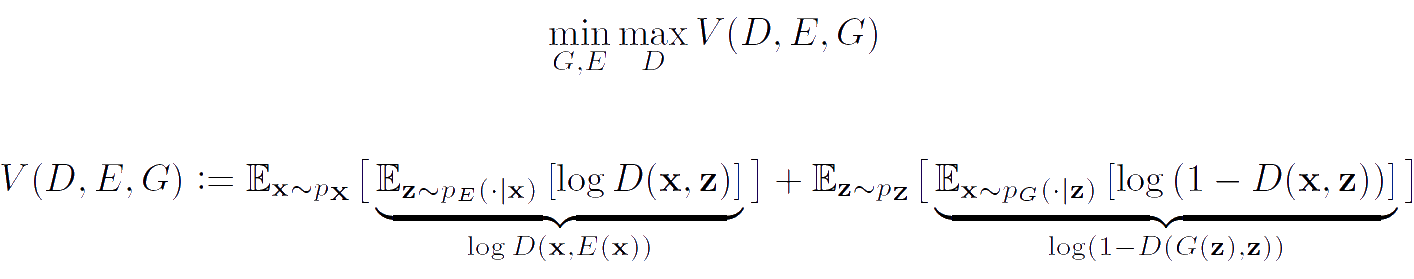 min max V(D, E, G)
G,E D
V(D, E, G) := 𝔼_{𝐱∼p_𝐗} [ 𝔼_{𝐳∼p_E(·|𝐱)} [log D(𝐱, 𝐳)] ] + 𝔼_{𝐳∼p_𝐙} [ 𝔼_{𝐱∼p_G(·|𝐳)} [log (1 − D(𝐱, 𝐳))] ]
log D(𝐱,E(𝐱)) log(1−D(G(𝐳),𝐳))